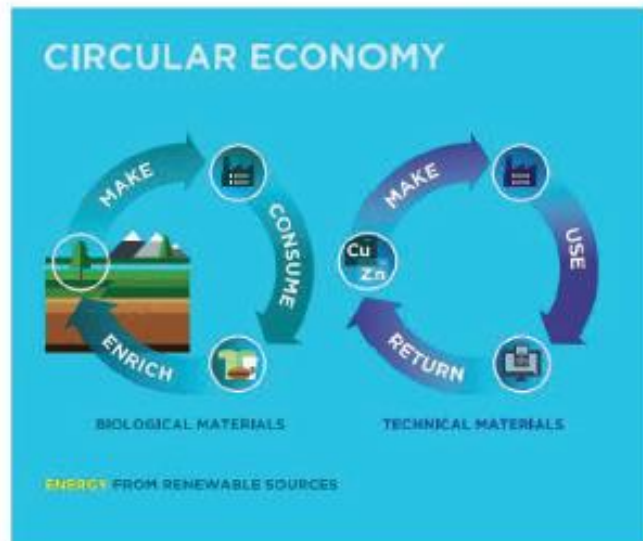 CIRCULAR ECONOMY
MAKE
CONSUME
ENRICH
BIOLOGICAL MATERIALS
MAKE
USE
RETURN
Cu
Zn
TECHNICAL MATERIALS
ENERGY FROM RENEWABLE SOURCES